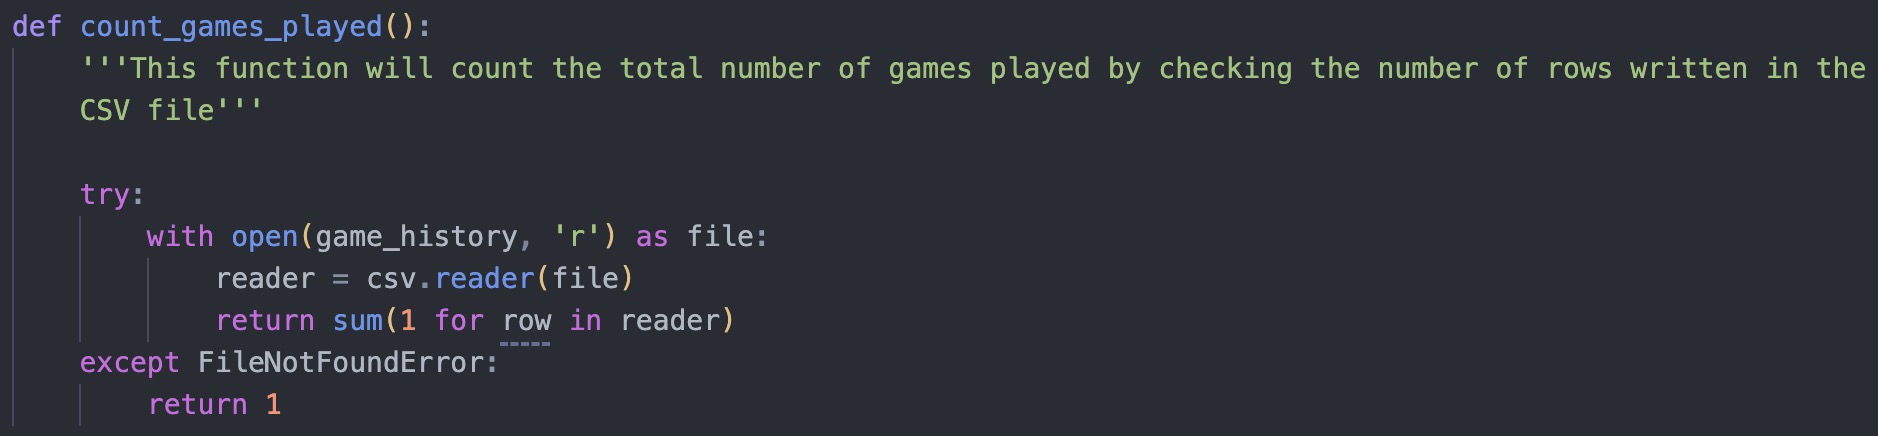 def count_games_played():
    '''This function will count the total number of games played by checking the number of rows written in the
    CSV file'''
    try:
        with open(game_history, 'r') as file:
            reader = csv.reader(file)
            return sum(1 for row in reader)
    except FileNotFoundError:
        return 1